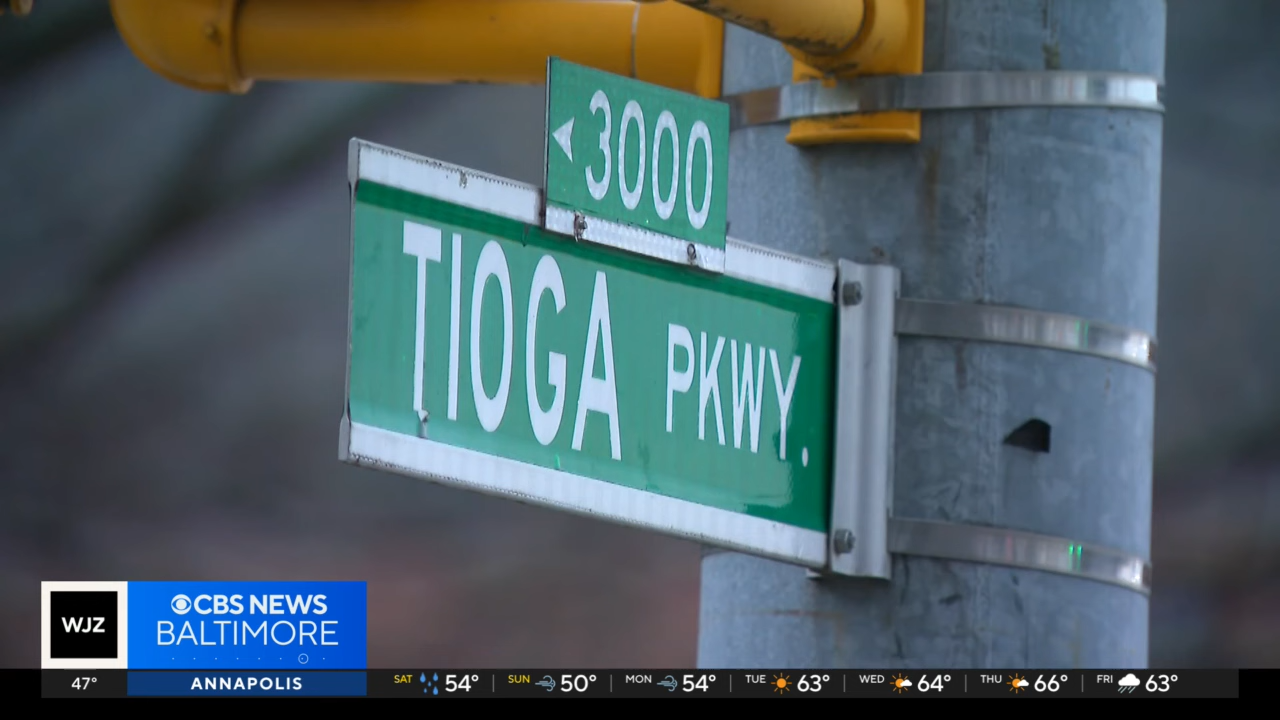 3000
TIOGA PKWY.
WJZ
CBS NEWS
BALTIMORE
47° ANNAPOLIS SAT 54° SUN 50° MON 54° TUE 63° WED 64° THU 66° FRI 63°